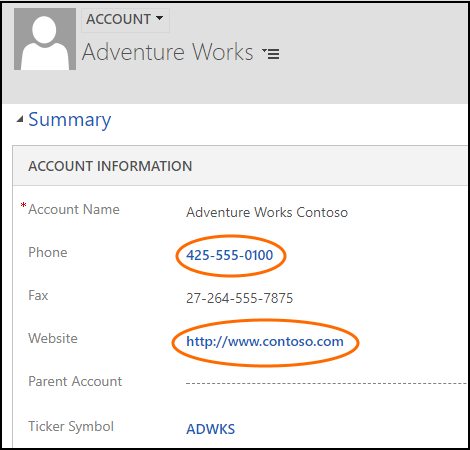 ACCOUNT
Adventure Works
Summary
ACCOUNT INFORMATION
*Account Name Adventure Works Contoso
Phone 425-555-0100
Fax 27-264-555-7875
Website http://www.contoso.com
Parent Account
Ticker Symbol ADWKS